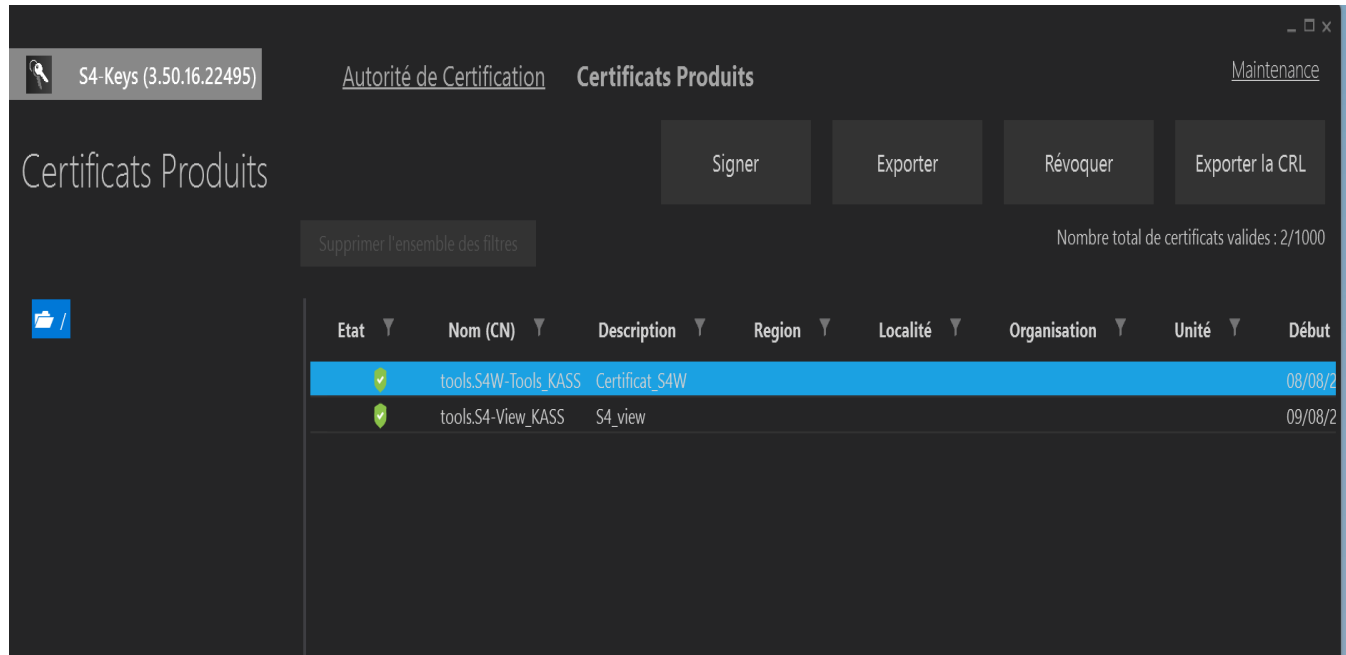 S4-Keys (3.50.16.22495)
Autorité de Certification
Certificats Produits
Maintenance
Certificats Produits
Signer
Exporter
Révoquer
Exporter la CRL
Supprimer l'ensemble des filtres
Nombre total de certificats valides : 2/1000
/
Etat Nom (CN) Description Region Localité Organisation Unité Début
tools.S4W-Tools_KASS Certificat_S4W 08/08/2
tools.S4-View_KASS S4_view 09/08/2